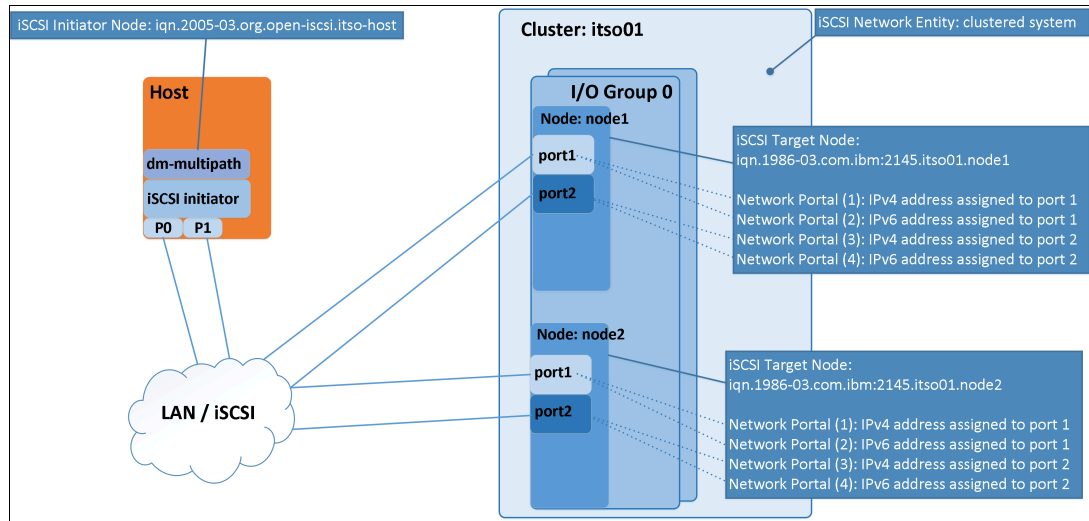 iSCSI Initiator Node: iqn.2005-03.org.open-iscsi.itso-host
Cluster: itso01
iSCSI Network Entity: clustered system
Host
dm-multipath
iSCSI initiator
P0 P1
LAN / iSCSI
I/O Group 0
Node: node1
port1
port2
iSCSI Target Node:
iqn.1986-03.com.ibm:2145.itso01.node1
Network Portal (1): IPv4 address assigned to port 1
Network Portal (2): IPv6 address assigned to port 1
Network Portal (3): IPv4 address assigned to port 2
Network Portal (4): IPv6 address assigned to port 2
Node: node2
port1
port2
iSCSI Target Node:
iqn.1986-03.com.ibm:2145.itso01.node2
Network Portal (1): IPv4 address assigned to port 1
Network Portal (2): IPv6 address assigned to port 1
Network Portal (3): IPv4 address assigned to port 2
Network Portal (4): IPv6 address assigned to port 2